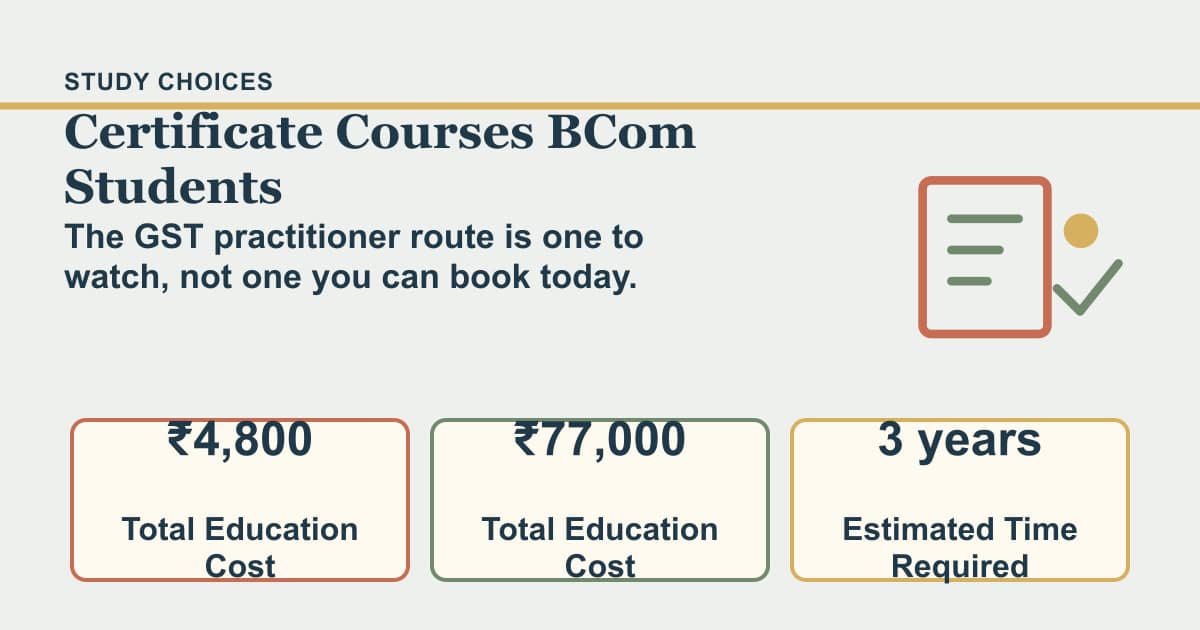 STUDY CHOICES
Certificate Courses BCom
Students
The GST practitioner route is one to
watch, not one you can book today.
₹4,800
Total Education
Cost
₹77,000
Total Education
Cost
3 years
Estimated Time
Required